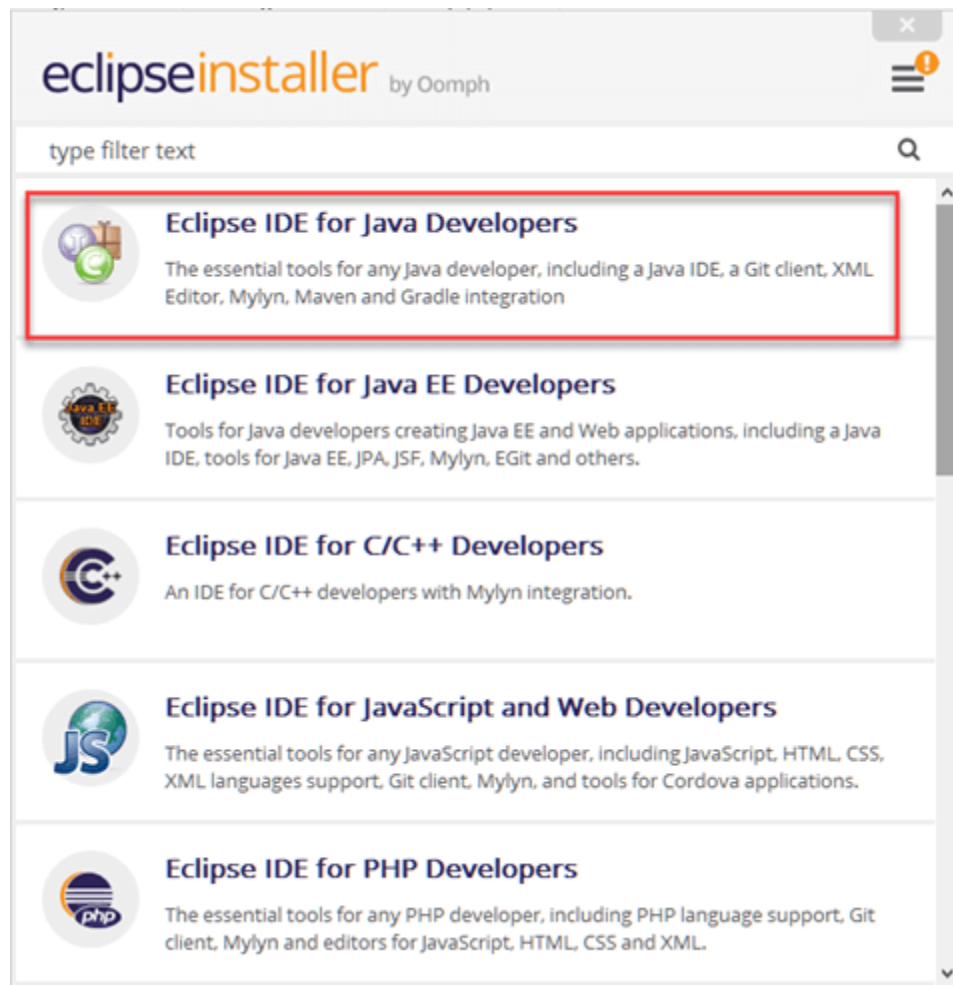 eclipseinstaller by Oomph
type filter text
Eclipse IDE for Java Developers
The essential tools for any Java developer, including a Java IDE, a Git client, XML
Editor, Mylyn, Maven and Gradle integration
Java EE
IDE
Eclipse IDE for Java EE Developers
Tools for Java developers creating Java EE and Web applications, including a Java
IDE, tools for Java EE, JPA, JSF, Mylyn, EGit and others.
C++
Eclipse IDE for C/C++ Developers
An IDE for C/C++ developers with Mylyn integration.
JS
Eclipse IDE for JavaScript and Web Developers
The essential tools for any JavaScript developer, including JavaScript, HTML, CSS,
XML languages support, Git client, Mylyn, and tools for Cordova applications.
php
Eclipse IDE for PHP Developers
The essential tools for any PHP developer, including PHP language support, Git
client, Mylyn and editors for JavaScript, HTML, CSS and XML.